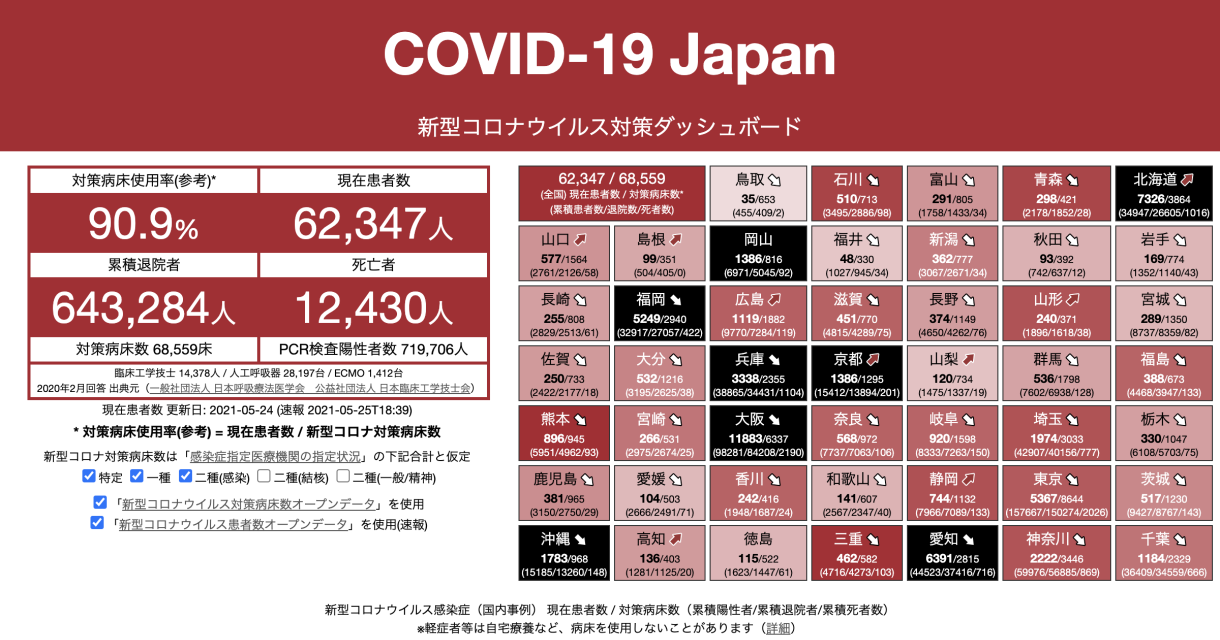 COVID-19 Japan
新型コロナウイルス対策ダッシュボード
対策病床使用率(参考)*
現在患者数
90.9%
62,347人
累積退院者
死亡者
643,284人
12,430人
対策病床数 68,559床
PCR検査陽性者数 719,706人
臨床工学技士 14,378人 / 人工呼吸器 28,197台 / ECMO 1,412台
2020年2月回答 出典元（一般社団法人 日本呼吸療法医学会　公益社団法人 日本臨床工学技士会）
現在患者数 更新日: 2021-05-24 (速報 2021-05-25T18:39)
* 対策病床使用率(参考) = 現在患者数 / 新型コロナ対策病床数
新型コロナ対策病床数は「感染症指定医療機関の指定状況」の下記合計と仮定
特定 一種 二種(感染) 二種(結核) 二種(一般/精神)
「新型コロナウイルス対策病床数オープンデータ」を使用
「新型コロナウイルス患者数オープンデータ」を使用(速報)
62,347 / 68,559
(全国) 現在患者数 / 対策病床数*
(累積患者数/退院数/死者数)
鳥取
35/653
(455/409/2)
石川
510/713
(3495/2886/98)
富山
291/805
(1758/1433/34)
青森
298/421
(2178/1852/28)
北海道
7326/3864
(34947/26605/1016)
山口
577/1564
(2761/2126/58)
島根
99/351
(504/405/0)
岡山
1386/816
(6971/5045/92)
福井
48/330
(1027/945/34)
新潟
362/777
(3067/2671/34)
秋田
93/392
(742/637/12)
岩手
169/774
(1352/1140/43)
長崎
255/808
(2829/2513/61)
福岡
5249/2940
(32917/27057/422)
広島
1119/1882
(9770/7284/119)
滋賀
451/770
(4815/4289/75)
長野
374/1149
(4650/4262/76)
山形
240/371
(1896/1618/38)
宮城
289/1350
(8737/8359/82)
佐賀
250/733
(2422/2177/18)
大分
532/1216
(3195/2625/38)
兵庫
3338/2355
(38865/34431/1104)
京都
1386/1295
(15412/13894/201)
山梨
120/734
(1475/1337/19)
群馬
536/1798
(7602/6938/128)
福島
388/673
(4468/3947/133)
熊本
896/945
(5951/4962/93)
宮崎
266/531
(2975/2674/25)
大阪
11883/6337
(98281/84208/2190)
奈良
568/972
(7737/7063/106)
岐阜
920/1598
(8333/7263/150)
埼玉
1974/3033
(42907/40156/777)
栃木
330/1047
(6108/5703/75)
鹿児島
381/965
(3150/2750/29)
愛媛
104/503
(2666/2491/71)
香川
242/416
(1948/1687/24)
和歌山
141/607
(2567/2347/40)
静岡
744/1132
(7966/7089/133)
東京
5367/8644
(157667/150274/2026)
茨城
517/1230
(9427/8767/143)
沖縄
1783/968
(15185/13260/148)
高知
136/403
(1281/1125/20)
徳島
115/522
(1623/1447/61)
三重
462/582
(4716/4273/103)
愛知
6391/2815
(44523/37416/716)
神奈川
2222/3446
(59976/56885/869)
千葉
1184/2329
(36409/34559/666)
新型コロナウイルス感染症（国内事例） 現在患者数 / 対策病床数（累積陽性者/累積退院者/累積死者数）
※軽症者等は自宅療養など、病床を使用しないことがあります（詳細）